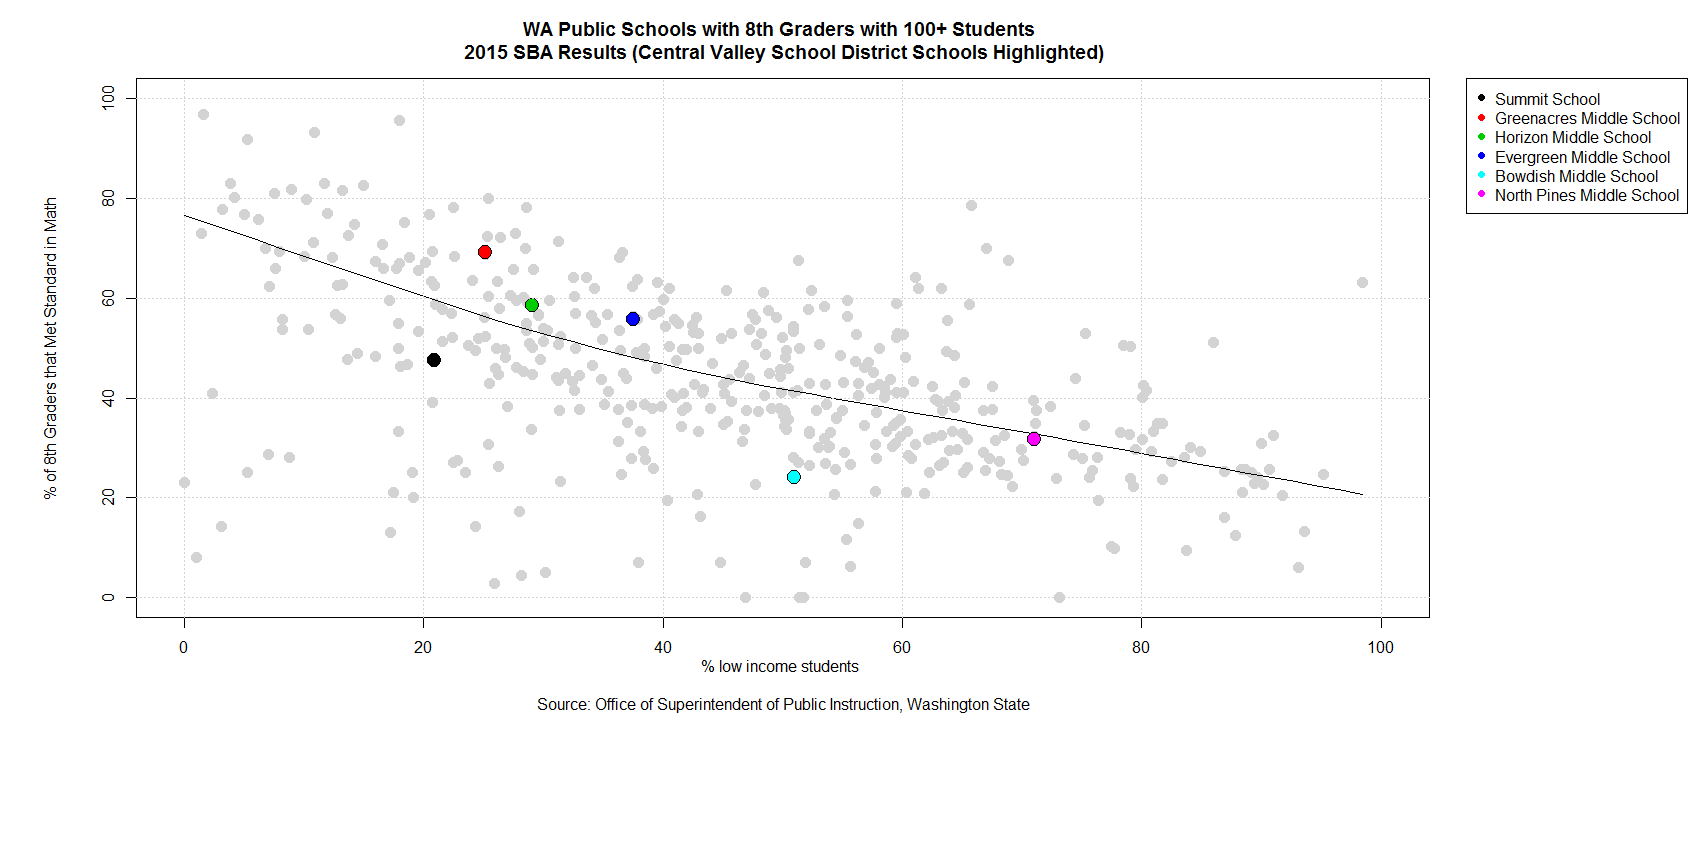 WA Public Schools with 8th Graders with 100+ Students
2015 SBA Results (Central Valley School District Schools Highlighted)
% of 8th Graders that Met Standard in Math
100
80
60
40
20
0
0 20 40 60 80 100
% low income students
Source: Office of Superintendent of Public Instruction, Washington State
Summit School
Greenacres Middle School
Horizon Middle School
Evergreen Middle School
Bowdish Middle School
North Pines Middle School